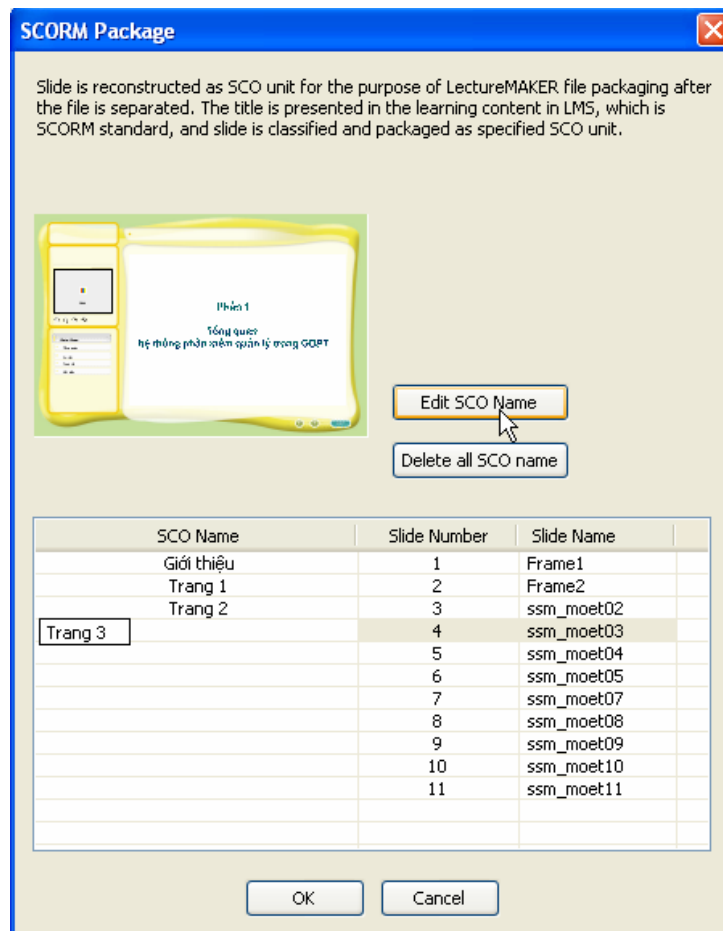 SCORM Package
Slide is reconstructed as SCO unit for the purpose of LectureMAKER file packaging after
the file is separated. The title is presented in the learning content in LMS, which is
SCORM standard, and slide is classified and packaged as specified SCO unit.
Phần 1
Tổng quan
hệ thống phần mềm quản lý trong GDPT
Edit SCO Name
Delete all SCO name
SCO Name Slide Number Slide Name
Giới thiệu 1 Frame1
Trang 1 2 Frame2
Trang 2 3 ssm_moet02
Trang 3 4 ssm_moet03
5 ssm_moet04
6 ssm_moet05
7 ssm_moet07
8 ssm_moet08
9 ssm_moet09
10 ssm_moet10
11 ssm_moet11
OK Cancel